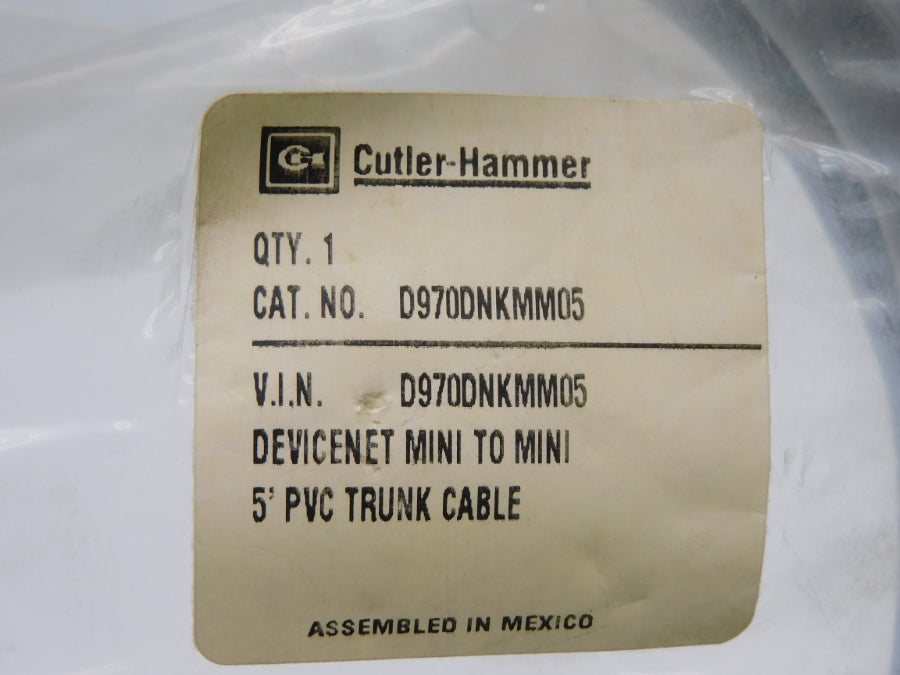 CH Cutler-Hammer
QTY. 1
CAT. NO. D970DNKMM05
V.I.N. D970DNKMM05
DEVICENET MINI TO MINI
5' PVC TRUNK CABLE
ASSEMBLED IN MEXICO